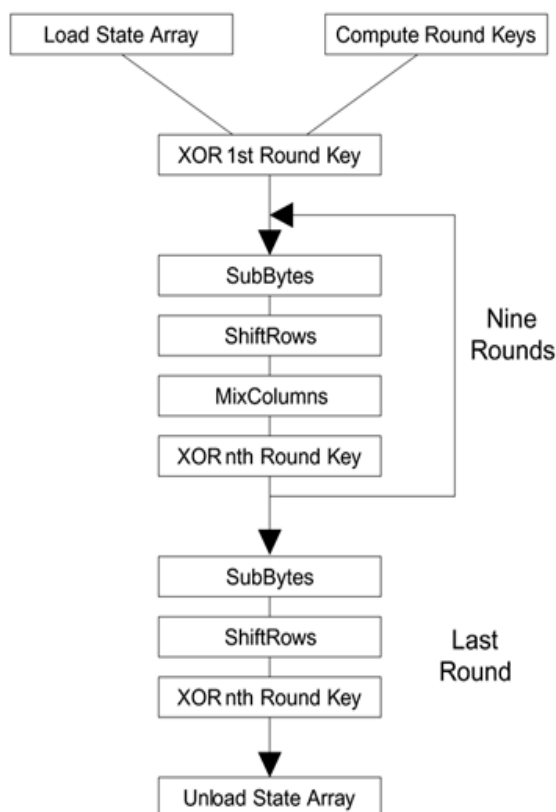 Load State Array
Compute Round Keys
XOR 1st Round Key
SubBytes
ShiftRows
MixColumns
XOR nth Round Key
Nine
Rounds
SubBytes
ShiftRows
XOR nth Round Key
Last
Round
Unload State Array